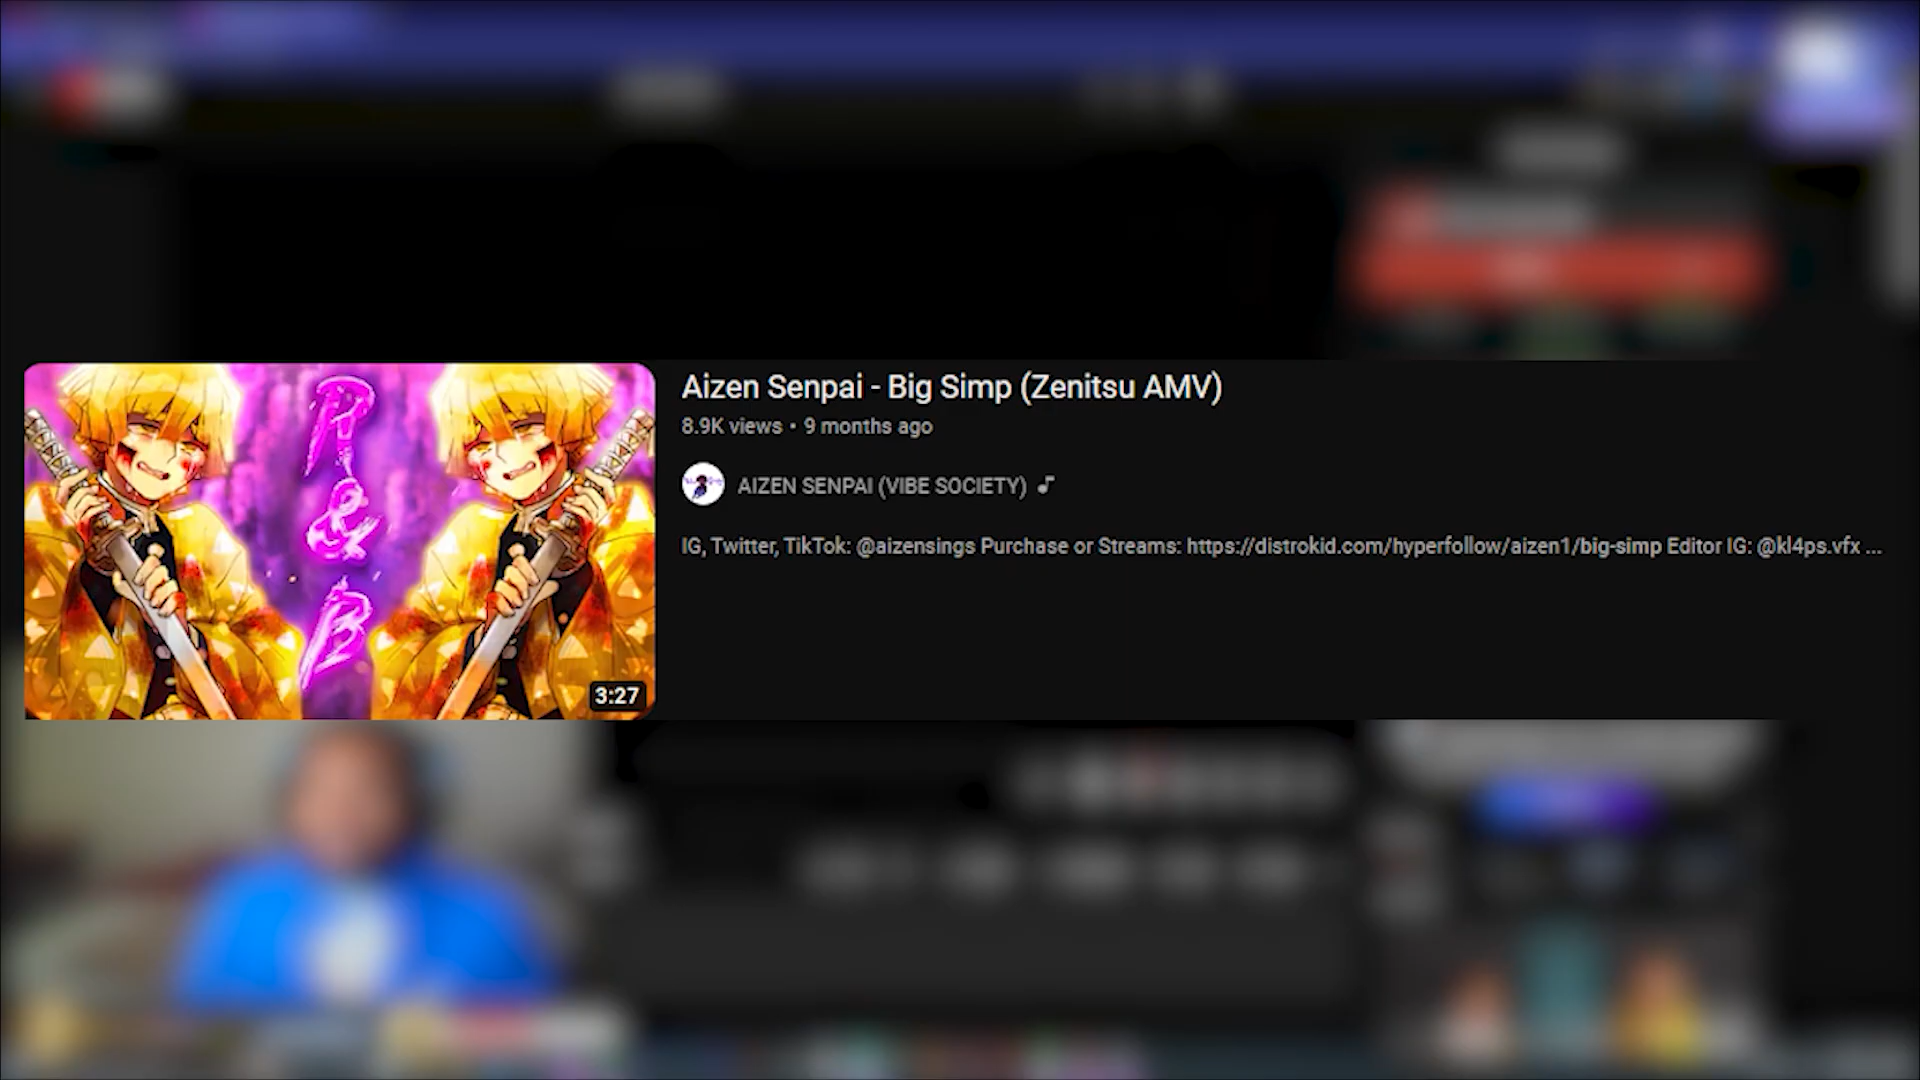 Aizen Senpai - Big Simp (Zenitsu AMV)
8.9K views • 9 months ago
AIZEN SENPAI (VIBE SOCIETY)
IG, Twitter, TikTok: @aizensings Purchase or Streams: https://distrokid.com/hyperfollow/aizen1/big-simp Editor IG: @kl4ps.vfx ...
R
&
B
3:27